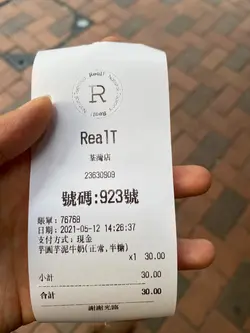 R
RealT
荃灣店
23630909
號碼:923號
賬單: 76768
日期: 2021-05-12 14:26:37
支付方式: 現金
芋圓芋泥牛奶(正常,半糖)
x1 30.00
小計 30.00
合計 30.00
謝謝光臨